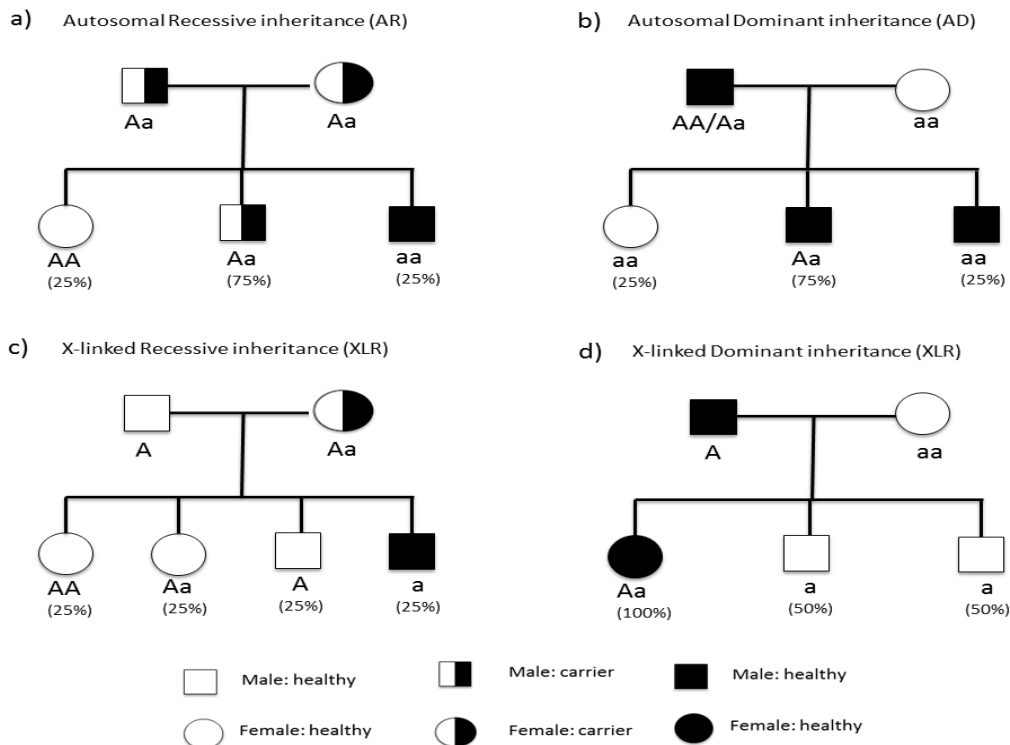 a) Autosomal Recessive inheritance (AR)
b) Autosomal Dominant inheritance (AD)
Aa Aa
AA/Aa aa
AA Aa aa
(25%) (75%) (25%)
aa Aa aa
(25%) (75%) (25%)
c) X-linked Recessive inheritance (XLR)
d) X-linked Dominant inheritance (XLR)
A Aa
A aa
AA Aa A a
(25%) (25%) (25%) (25%)
Aa a a
(100%) (50%) (50%)
Male: healthy Male: carrier Male: healthy
Female: healthy Female: carrier Female: healthy